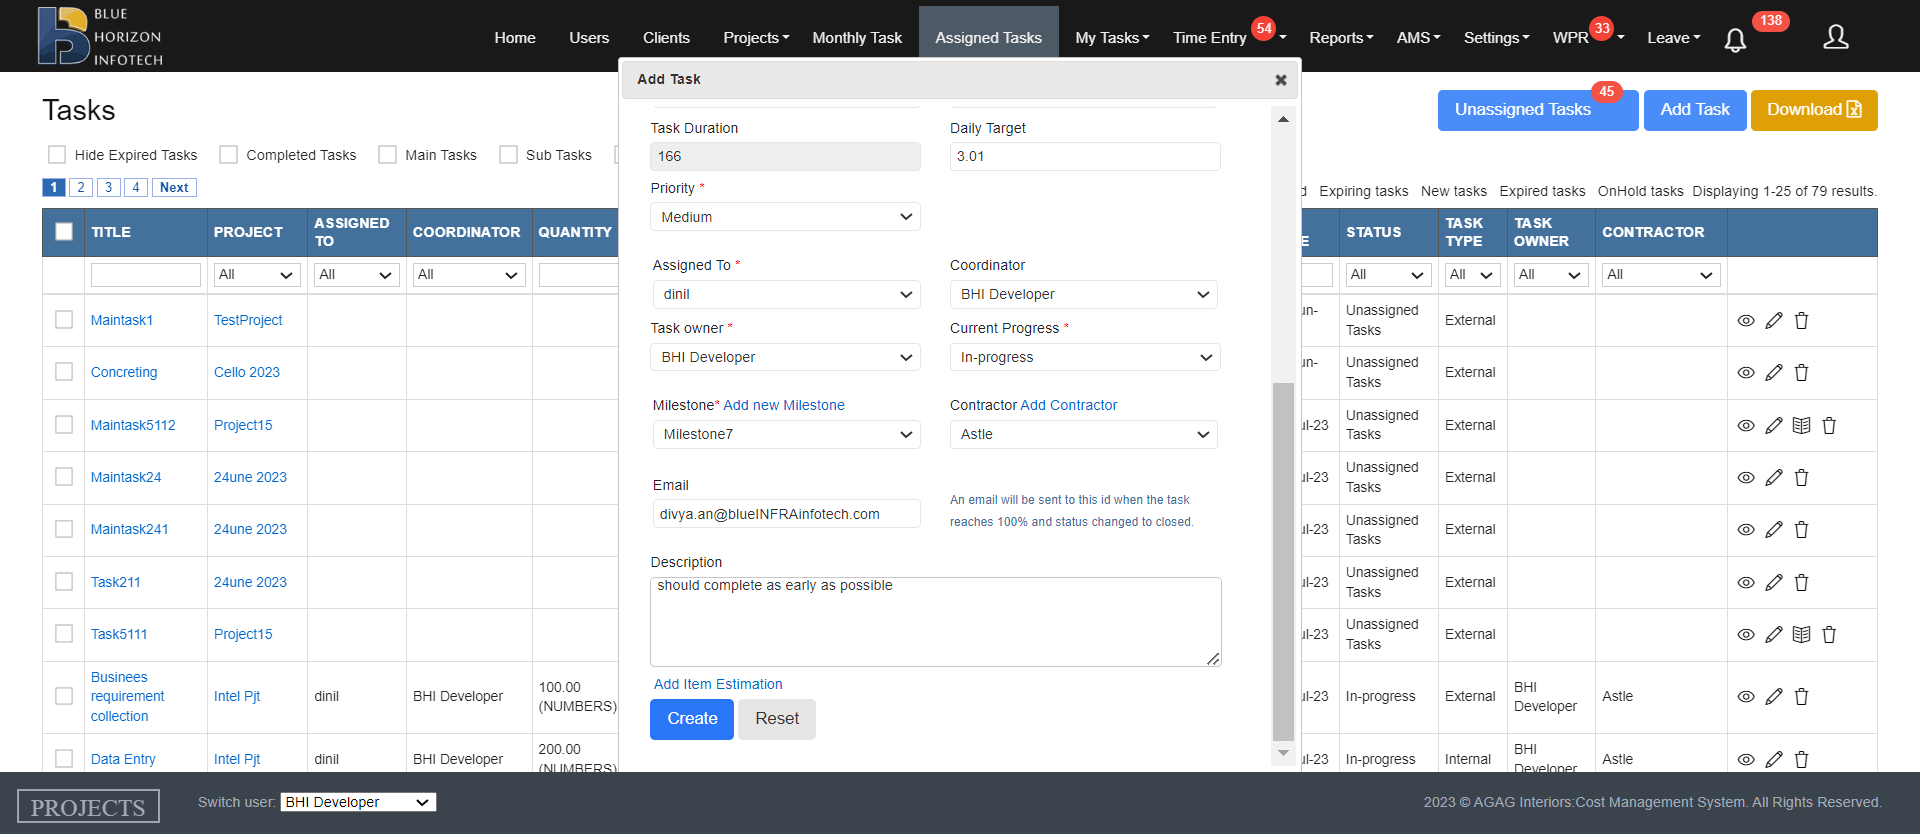 BLUE
HORIZON
INFOTECH
Home Users Clients Projects Monthly Task Assigned Tasks My Tasks Time Entry 54 Reports AMS Settings WPR 33 Leave 138
Add Task
Tasks
Unassigned Tasks 45 Add Task Download
Hide Expired Tasks Completed Tasks Main Tasks Sub Tasks
1 2 3 4 Next
d Expiring tasks New tasks Expired tasks OnHold tasks Displaying 1-25 of 79 results.
TITLE PROJECT ASSIGNED TO COORDINATOR QUANTITY E STATUS TASK TYPE TASK OWNER CONTRACTOR
All All All All All All All
Maintask1 TestProject un- Unassigned Tasks External
Concreting Cello 2023 un- Unassigned Tasks External
Maintask5112 Project15 ul-23 Unassigned Tasks External
Maintask24 24une 2023 ul-23 Unassigned Tasks External
Maintask241 24une 2023 ul-23 Unassigned Tasks External
Task211 24une 2023 ul-23 Unassigned Tasks External
Task5111 Project15 ul-23 Unassigned Tasks External
Businees requirement collection Intel Pjt dinil BHI Developer 100.00 (NUMBERS) ul-23 In-progress External BHI Developer Astle
Data Entry Intel Pjt dinil BHI Developer 200.00 (NUMBERS) ul-23 In-progress Internal BHI Developer Astle
Task Duration Daily Target
166 3.01
Priority *
Medium
Assigned To * Coordinator
dinil BHI Developer
Task owner * Current Progress *
BHI Developer In-progress
Milestone* Add new Milestone Contractor Add Contractor
Milestone7 Astle
Email
divya.an@blueINFRAinfotech.com
An email will be sent to this id when the task
reaches 100% and status changed to closed.
Description
should complete as early as possible
Add Item Estimation
Create Reset
PROJECTS Switch user: BHI Developer 2023 © AGAG Interiors:Cost Management System. All Rights Reserved.